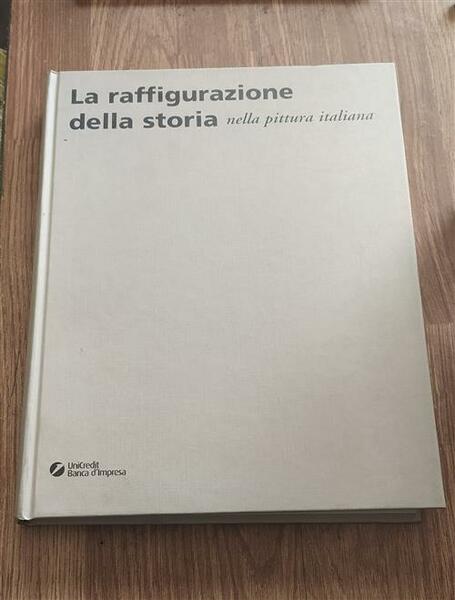 La raffigurazione
della storia nella pittura italiana
UniCredit
Banca d'Impresa